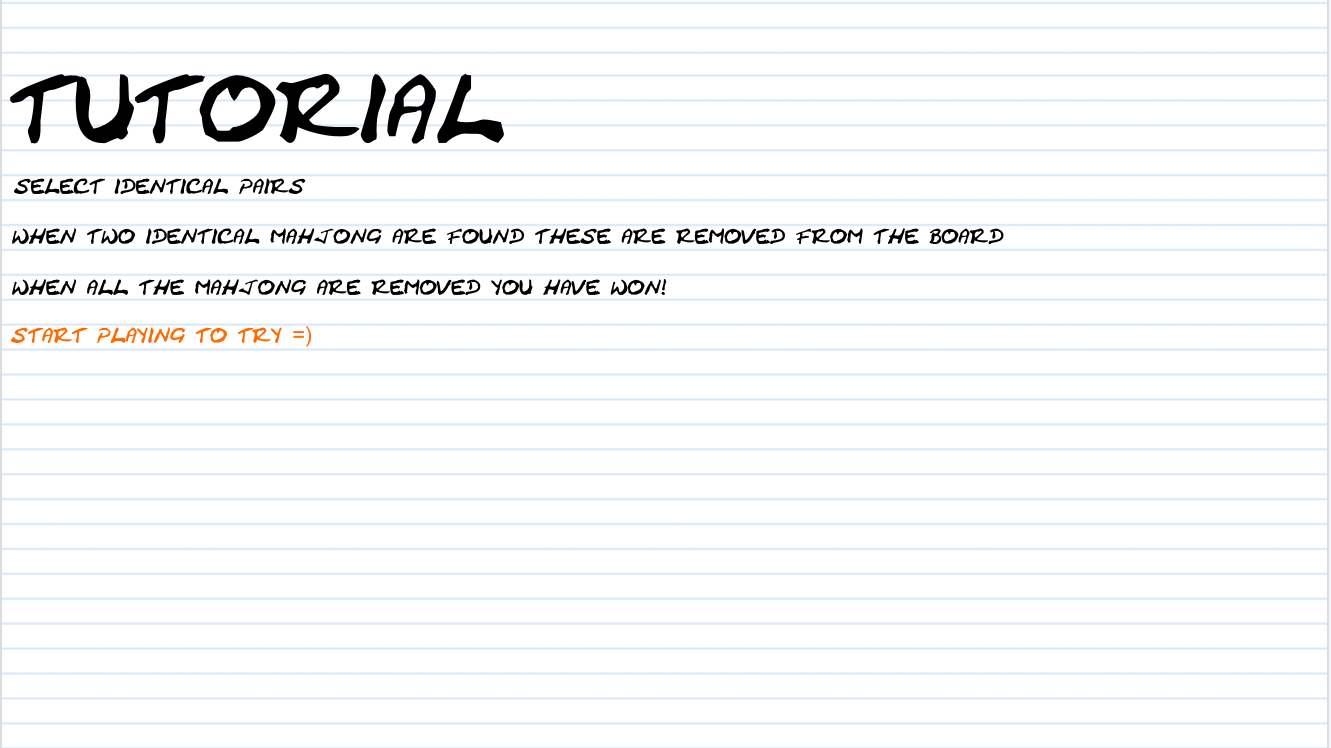 TUTORIAL
SELECT IDENTICAL PAIRS
WHEN TWO IDENTICAL MAHJONG ARE FOUND THESE ARE REMOVED FROM THE BOARD
WHEN ALL THE MAHJONG ARE REMOVED YOU HAVE WON!
START PLAYING TO TRY =)